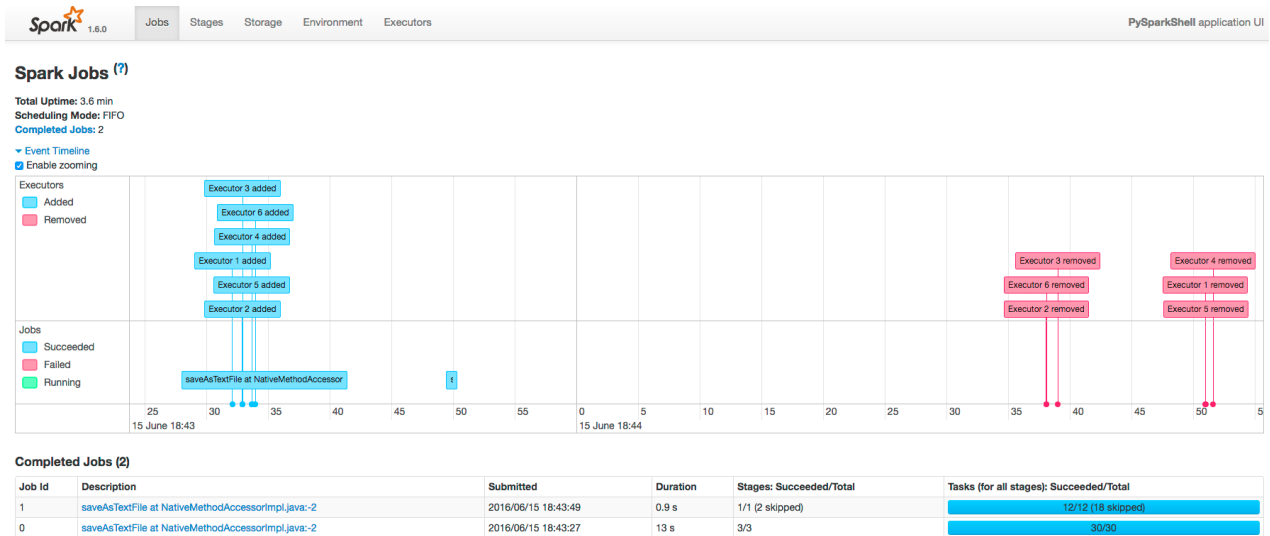 Spark 1.6.0 Jobs Stages Storage Environment Executors PySparkShell application UI
Spark Jobs (?)
Total Uptime: 3.6 min
Scheduling Mode: FIFO
Completed Jobs: 2
Event Timeline
Enable zooming
Executors
Added
Removed
Executor 3 added
Executor 6 added
Executor 4 added
Executor 1 added
Executor 5 added
Executor 2 added
Executor 3 removed
Executor 6 removed
Executor 2 removed
Executor 4 removed
Executor 1 removed
Executor 5 removed
Jobs
Succeeded
Failed
Running
saveAsTextFile at NativeMethodAccessor
s
25 30 35 40 45 50 55 0 5 10 15 20 25 30 35 40 45 50 5
15 June 18:43 15 June 18:44
Completed Jobs (2)
Job Id Description Submitted Duration Stages: Succeeded/Total Tasks (for all stages): Succeeded/Total
1 saveAsTextFile at NativeMethodAccessorImpl.java:-2 2016/06/15 18:43:49 0.9 s 1/1 (2 skipped) 12/12 (18 skipped)
0 saveAsTextFile at NativeMethodAccessorImpl.java:-2 2016/06/15 18:43:27 13 s 3/3 30/30